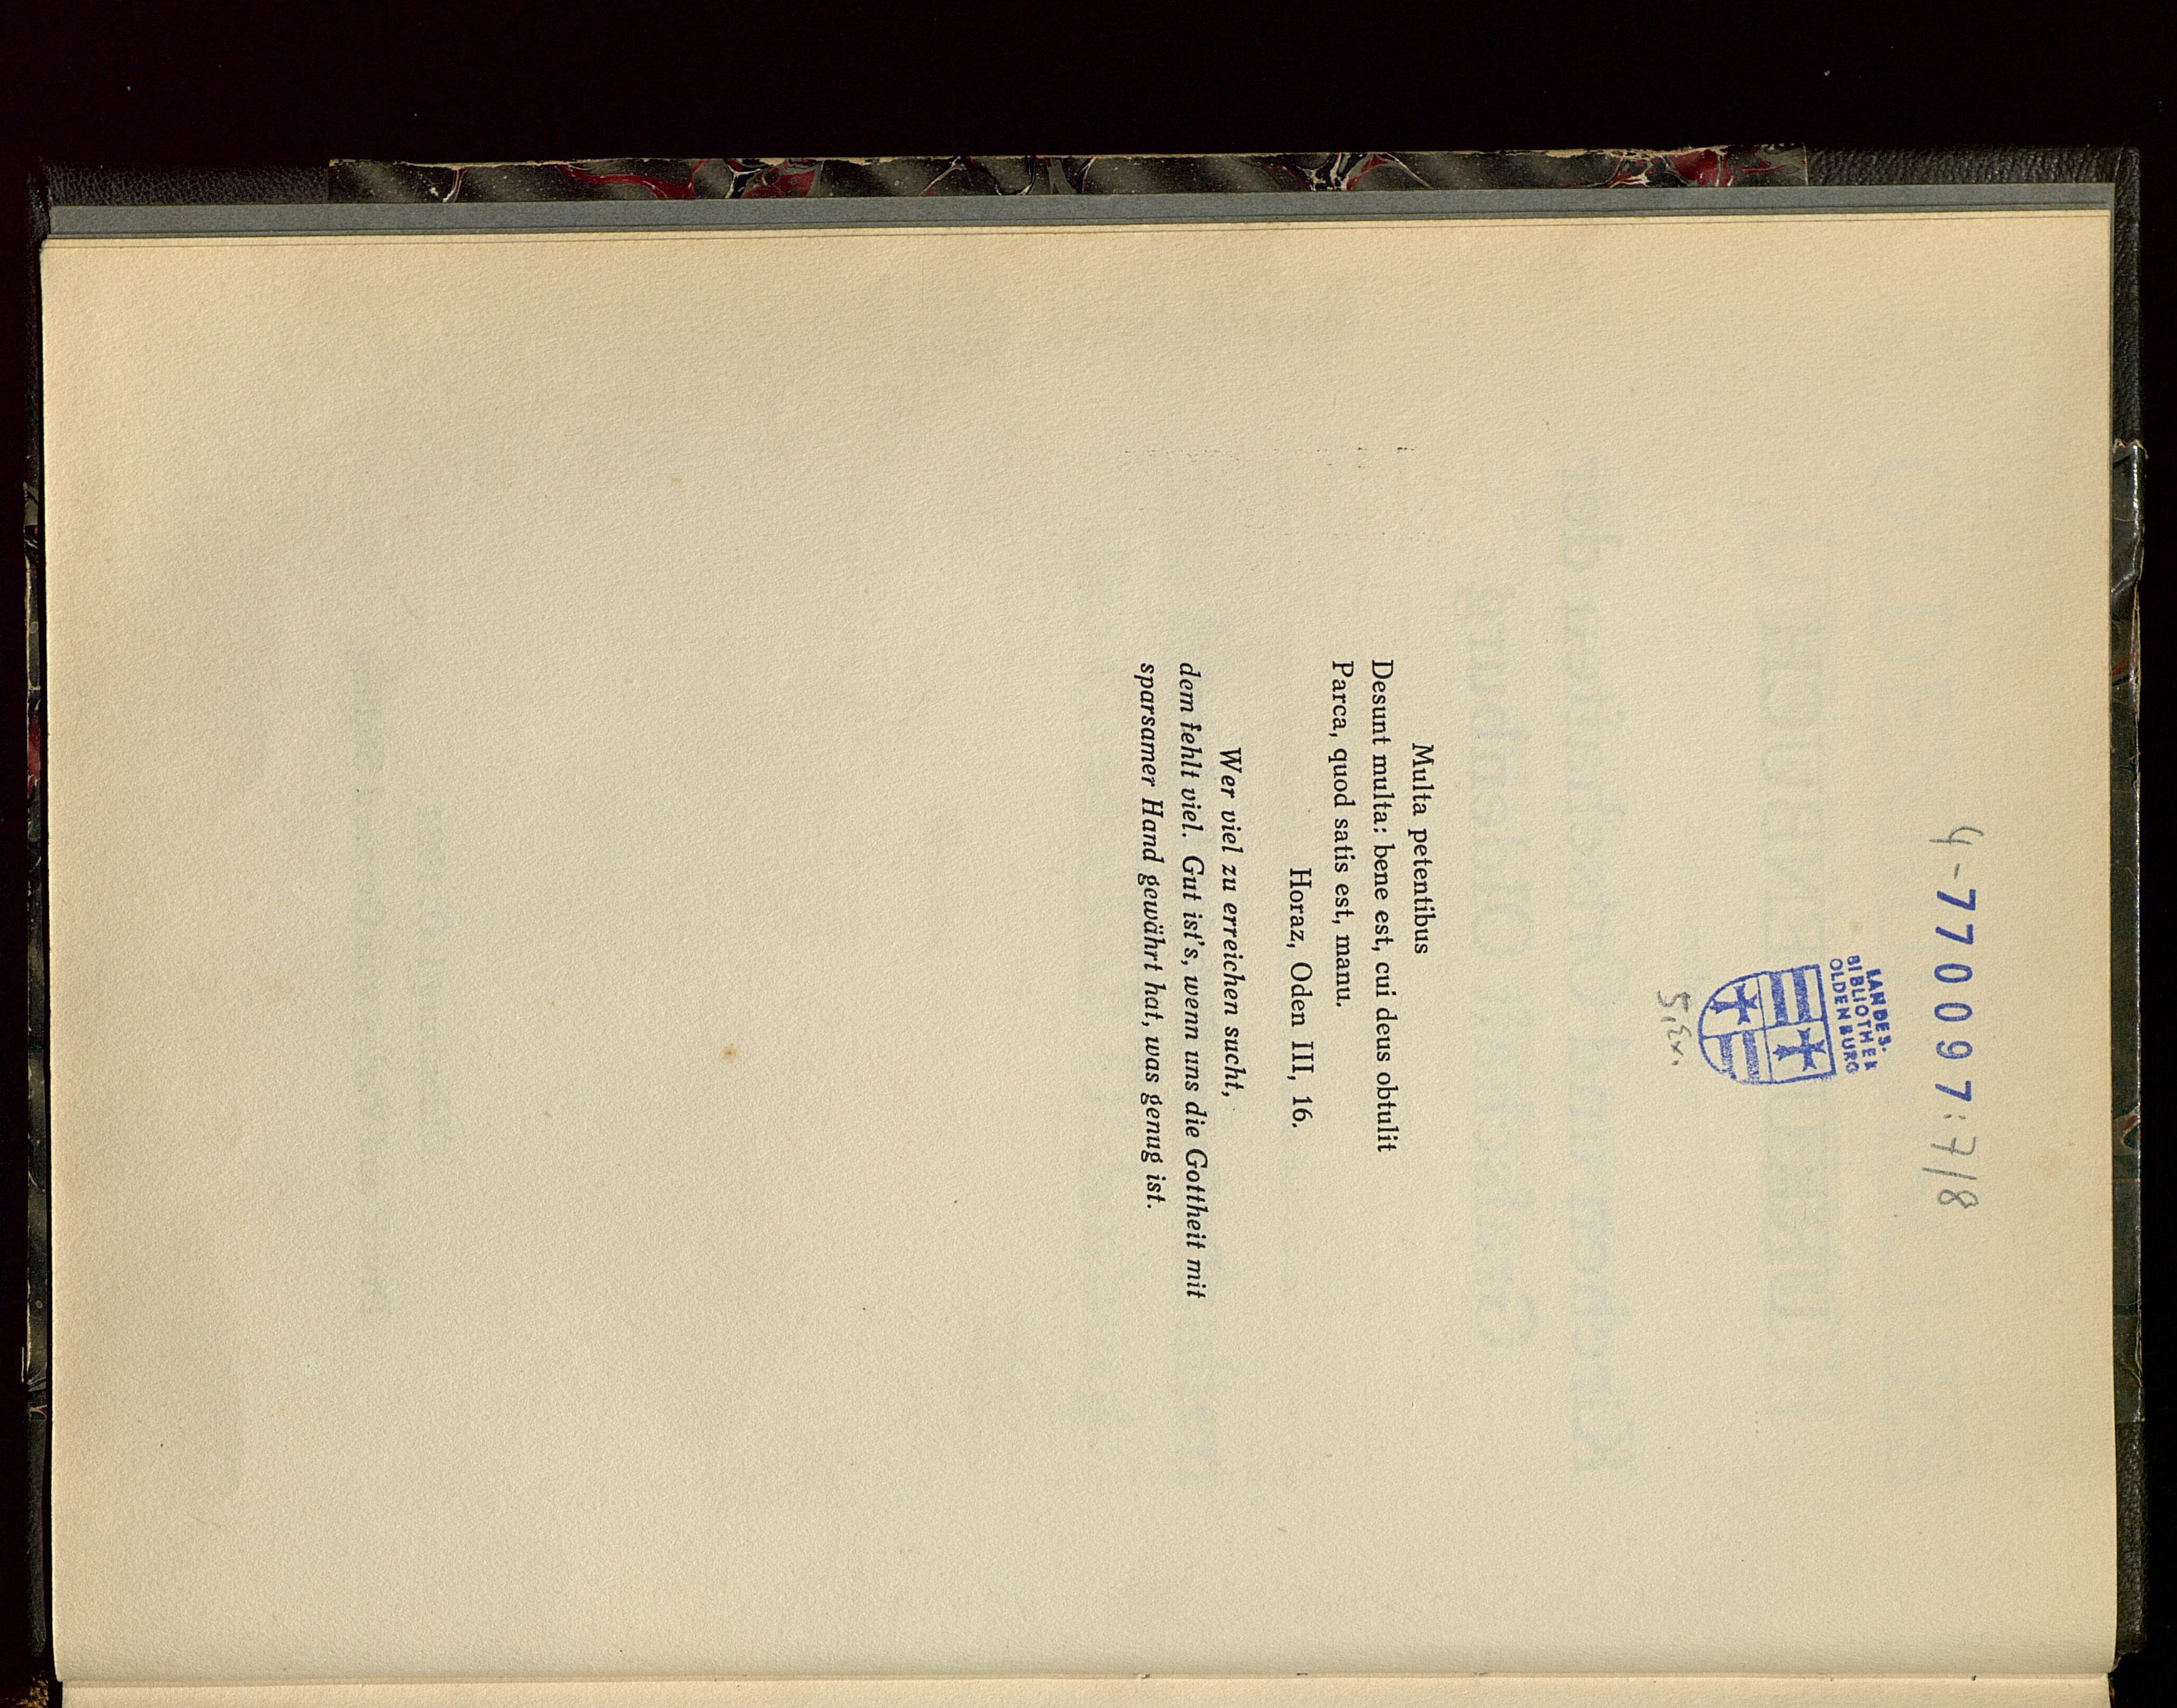 4-770097:7/8
LANDES-
BIBLIOTHEK
OLDENBURG
5. Ex.
Multa petentibus
Desunt multa: bene est, cui deus obtulit
Parca, quod satis est, manu.
Horaz, Oden III, 16.
Wer viel zu erreichen sucht,
dem fehlt viel. Gut ist's, wenn uns die Gottheit mit
sparsamer Hand gewährt hat, was genug ist.